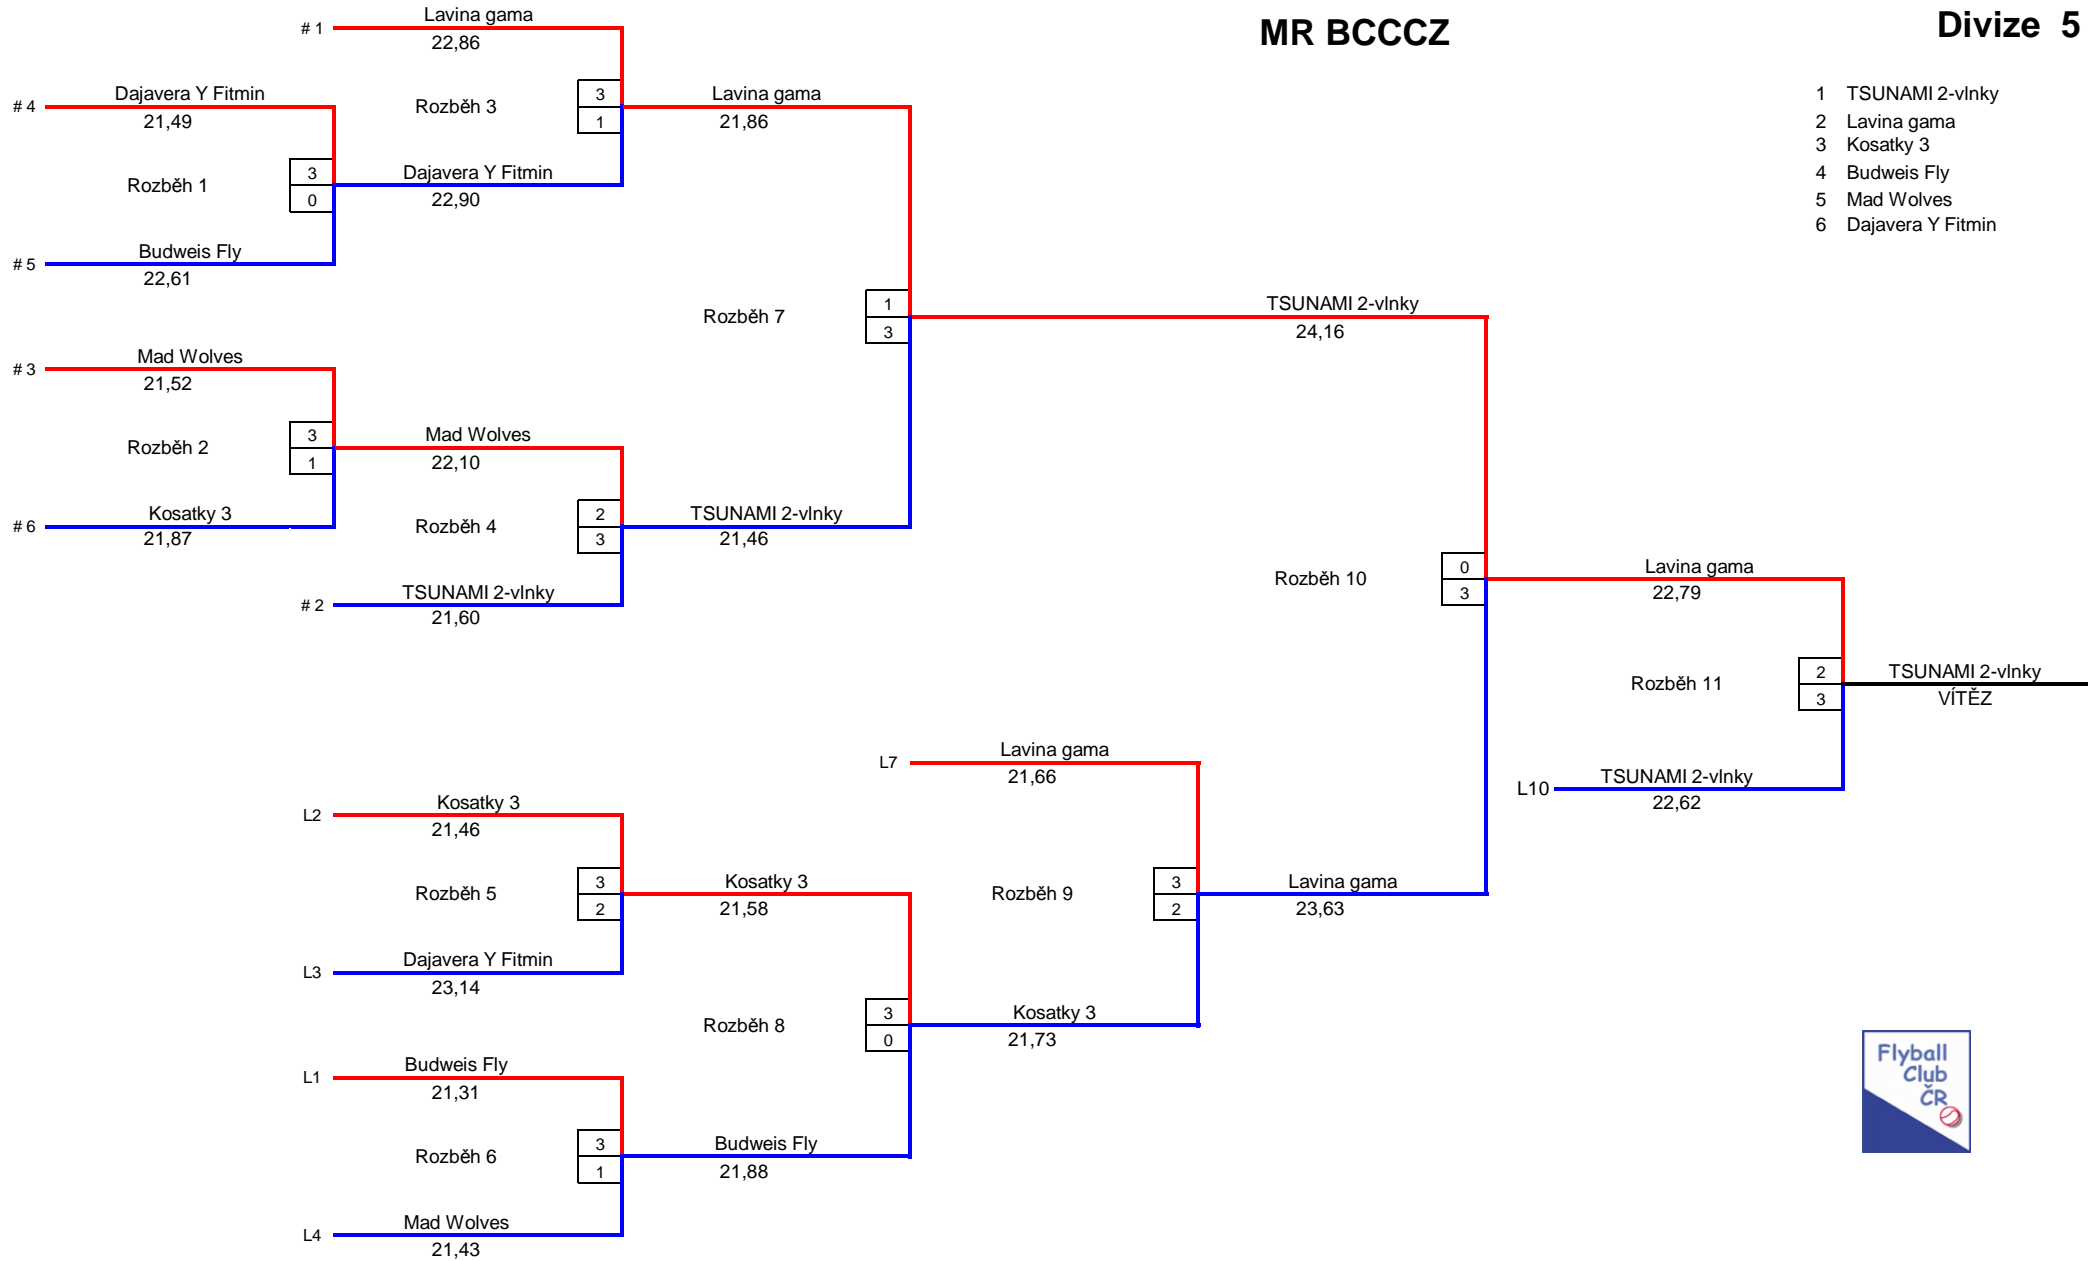 MR BCCCZ
Divize 5
1 TSUNAMI 2-vlnky
2 Lavina gama
3 Kosatky 3
4 Budweis Fly
5 Mad Wolves
6 Dajavera Y Fitmin
# 1
Lavina gama
22,86
# 4
Dajavera Y Fitmin
21,49
Rozběh 1
3
0
# 5
Budweis Fly
22,61
Rozběh 3
3
1
Dajavera Y Fitmin
22,90
Lavina gama
21,86
# 3
Mad Wolves
21,52
Rozběh 2
3
1
# 6
Kosatky 3
21,87
Mad Wolves
22,10
Rozběh 4
2
3
# 2
TSUNAMI 2-vlnky
21,60
TSUNAMI 2-vlnky
21,46
Rozběh 7
1
3
TSUNAMI 2-vlnky
24,16
Rozběh 10
0
3
Lavina gama
22,79
Rozběh 11
2
3
TSUNAMI 2-vlnky
VÍTĚZ
L10
TSUNAMI 2-vlnky
22,62
L7
Lavina gama
21,66
Rozběh 9
3
2
Lavina gama
23,63
L2
Kosatky 3
21,46
Rozběh 5
3
2
L3
Dajavera Y Fitmin
23,14
Kosatky 3
21,58
Rozběh 8
3
0
Kosatky 3
21,73
L1
Budweis Fly
21,31
Rozběh 6
3
1
L4
Mad Wolves
21,43
Budweis Fly
21,88
Flyball
Club
ČR